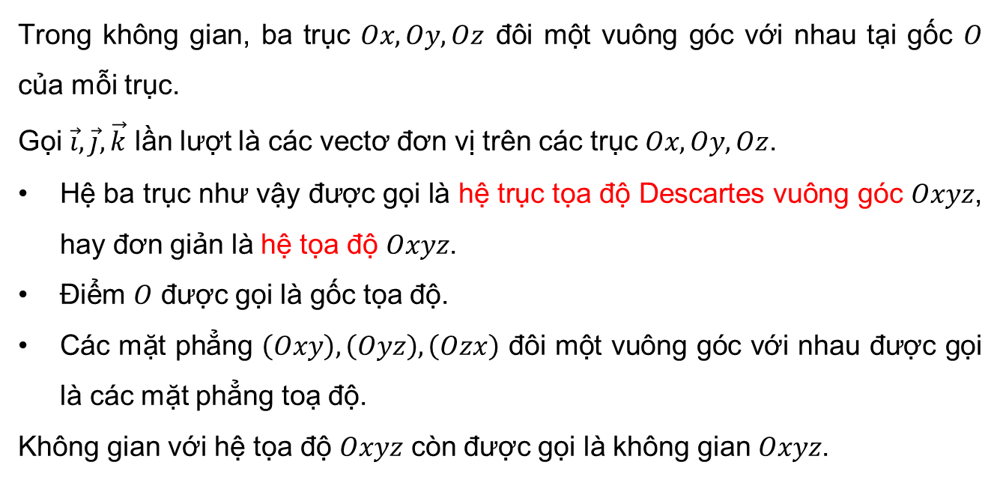 Trong không gian, ba trục 𝑂𝑥, 𝑂𝑦, 𝑂𝑧 đôi một vuông góc với nhau tại gốc 𝑂
của mỗi trục.
Gọi 𝑖⃗, 𝑗⃗, 𝑘⃗ lần lượt là các vectơ đơn vị trên các trục 𝑂𝑥, 𝑂𝑦, 𝑂𝑧.
• Hệ ba trục như vậy được gọi là hệ trục tọa độ Descartes vuông góc 𝑂𝑥𝑦𝑧,
hay đơn giản là hệ tọa độ 𝑂𝑥𝑦𝑧.
• Điểm 𝑂 được gọi là gốc tọa độ.
• Các mặt phẳng (𝑂𝑥𝑦), (𝑂𝑦𝑧), (𝑂𝑧𝑥) đôi một vuông góc với nhau được gọi
là các mặt phẳng toạ độ.
Không gian với hệ tọa độ 𝑂𝑥𝑦𝑧 còn được gọi là không gian 𝑂𝑥𝑦𝑧.